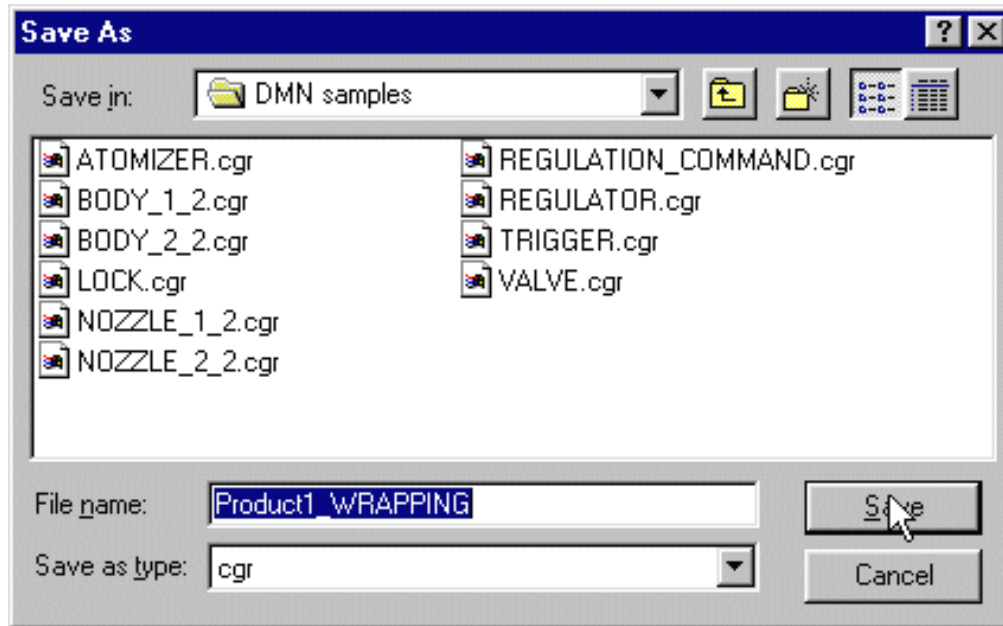 Save As
Save in: DMN samples
ATOMIZER.cgr
BODY_1_2.cgr
BODY_2_2.cgr
LOCK.cgr
NOZZLE_1_2.cgr
NOZZLE_2_2.cgr
REGULATION_COMMAND.cgr
REGULATOR.cgr
TRIGGER.cgr
VALVE.cgr
File name: Product1_WRAPPING
Save
Save as type: cgr
Cancel